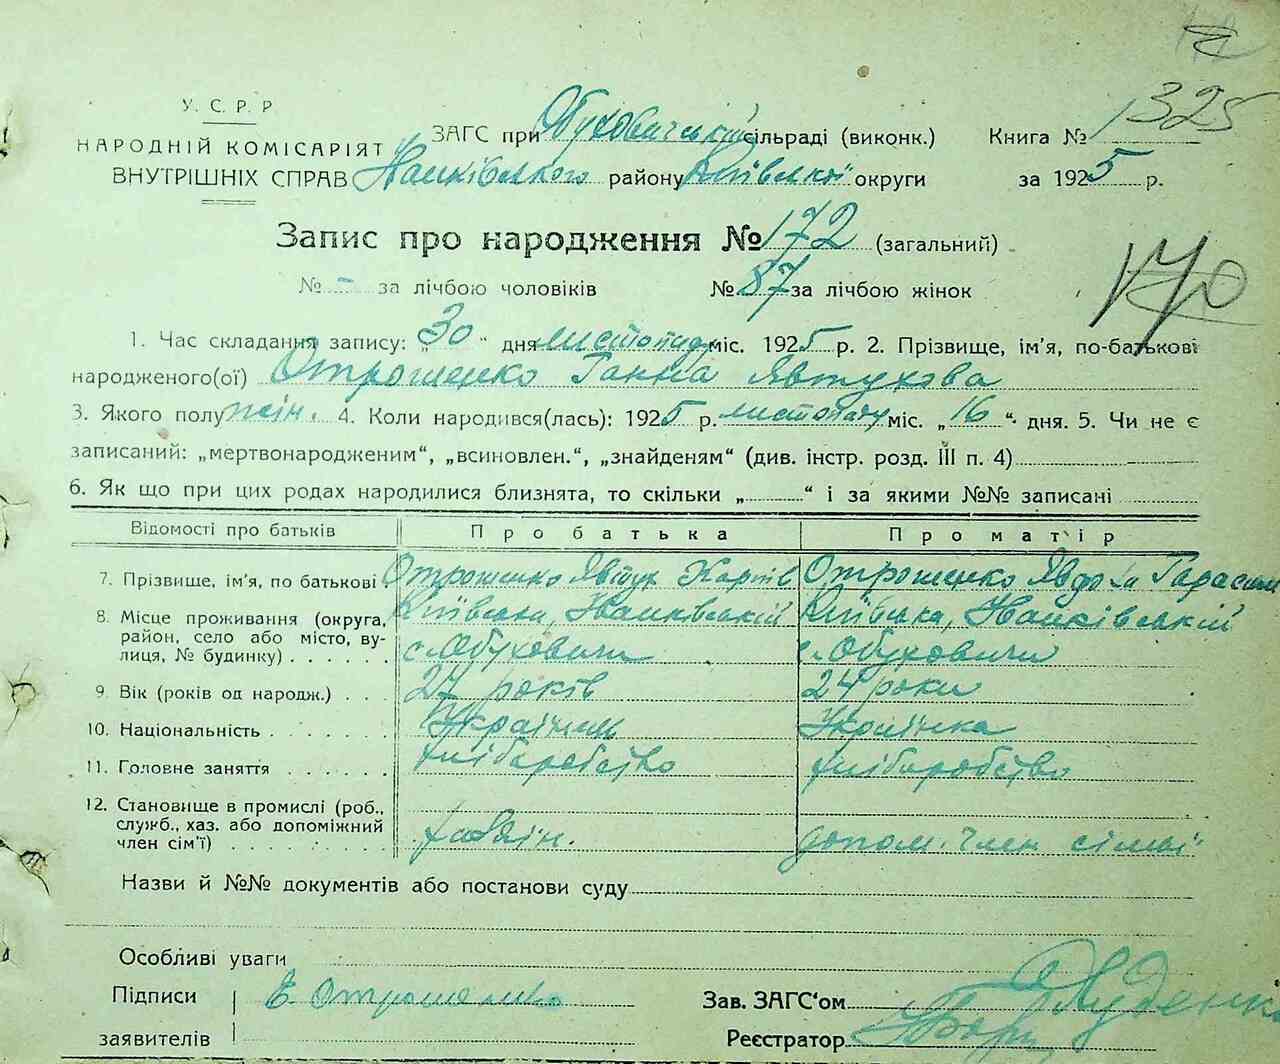 У. С. Р. Р
НАРОДНІЙ КОМІСАРІЯТ
ВНУТРІШНІХ СПРАВ
ЗАГС при Обуховичській сільраді (виконк.)
Іванківського району Київської округи
Книга № 1325
за 1925 р.
Запис про народження № 172 (загальний)
170
№ - за лічбою чоловіків № 87 за лічбою жінок
1. Час складання запису: „30“ дня листопаду міс. 1925 р. 2. Прізвище, ім'я, по-батькові
народженого(ої) Отрошенко Ганна Явтухова
3. Якого полу жін. 4. Коли народився(лась): 1925 р. листопаду міс. „16“ дня. 5. Чи не є
записаний: „мертвонародженим“, „всиновлен.“, „знайденям“ (див. інстр. розд. III п. 4)
6. Як що при цих родах народилися близнята, то скільки „ “ і за якими №№ записані
Відомості про батьків Про батька Про матір
7. Прізвище, ім'я, по батькові Отрошенко Явтух Харпів Отрошенко Явдоха Гарасим
8. Місце проживання (округа, Київська, Іванківський Київська, Іванківський
район, село або місто, ву-
лиця, № будинку) с. Обуховичи с. Обуховичи
9. Вік (років од народж.) 27 років 24 роки
10. Національність Українец Українка
11. Головне заняття хліборобство хліборобство
12. Становище в промислі (роб.,
служб., хаз. або допоміжний
член сім'ї) хазяїн. допом. член сімьї
Назви й №№ документів або постанови суду
Особливі уваги
Підписи Е Отрошенко
заявителів
Зав. ЗАГС'ом
Реєстратор